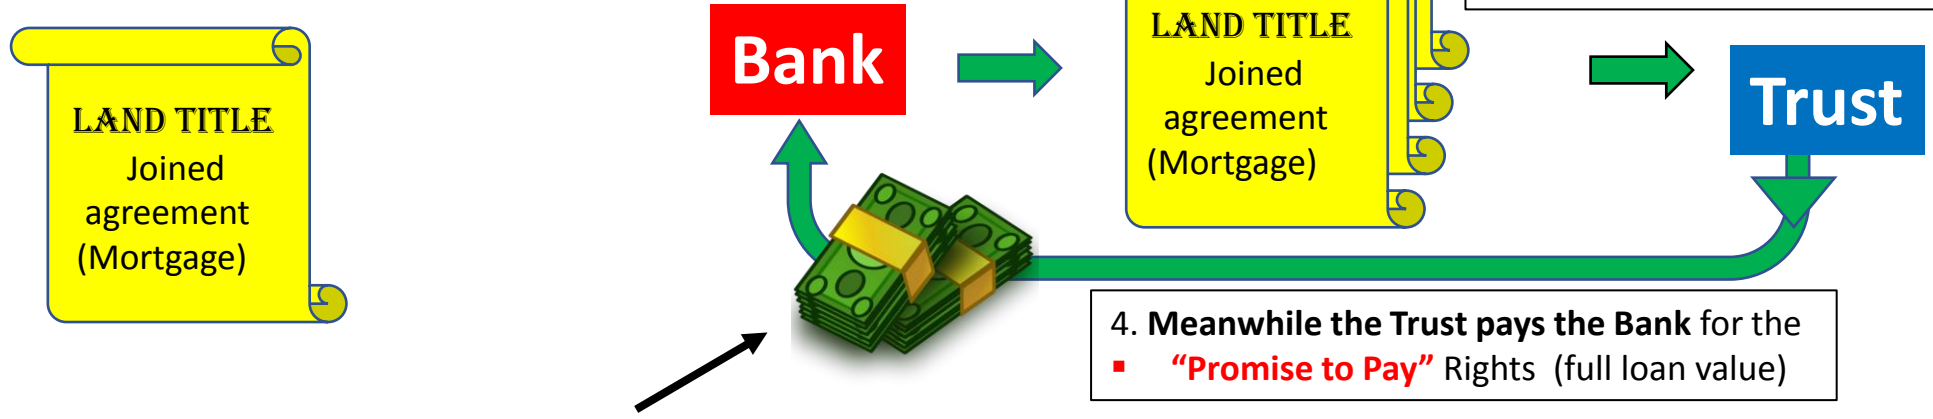 LAND TITLE
Joined
agreement
(Mortgage)
Bank
LAND TITLE
Joined
agreement
(Mortgage)
Trust
4. Meanwhile the Trust pays the Bank for the
▪ “Promise to Pay” Rights (full loan value)